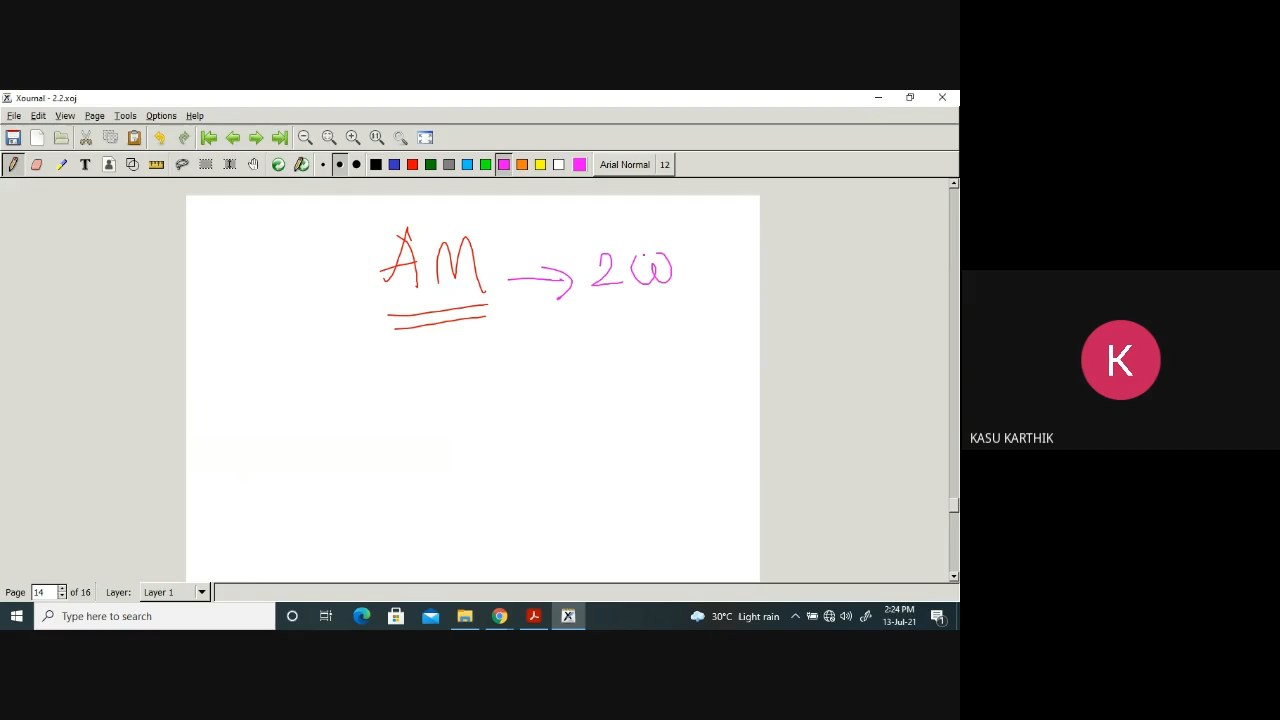 Xournal - 2.2.xoj
File Edit View Page Tools Options Help
Arial Normal 12
AM → 2ω
K
KASU KARTHIK
Page 14 of 16 Layer: Layer 1
Type here to search
30°C Light rain
2:24 PM
13-Jul-21
1